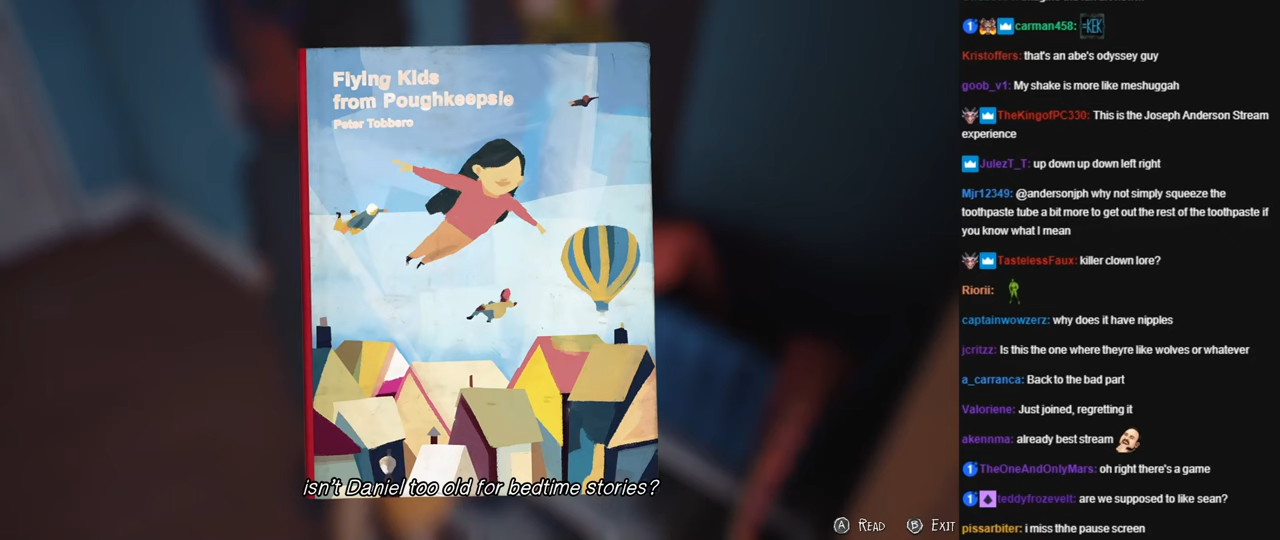 Flying Kids
from Poughkeepsie
Peter Tobbero
isn't Daniel too old for bedtime stories?
A READ B EXIT
carman458: =KEK
Kristoffers: that's an abe's odyssey guy
goob_v1: My shake is more like meshuggah
TheKingofPC330: This is the Joseph Anderson Stream
experience
JulezT_T: up down up down left right
Mjr12349: @andersonjph why not simply squeeze the
toothpaste tube a bit more to get out the rest of the toothpaste if
you know what I mean
TastelessFaux: killer clown lore?
Riorii:
captainwowzerz: why does it have nipples
jcritzz: Is this the one where theyre like wolves or whatever
a_carranca: Back to the bad part
Valoriene: Just joined, regretting it
akennma: already best stream
TheOneAndOnlyMars: oh right there's a game
teddyfrozevelt: are we supposed to like sean?
pissarbiter: i miss thhe pause screen